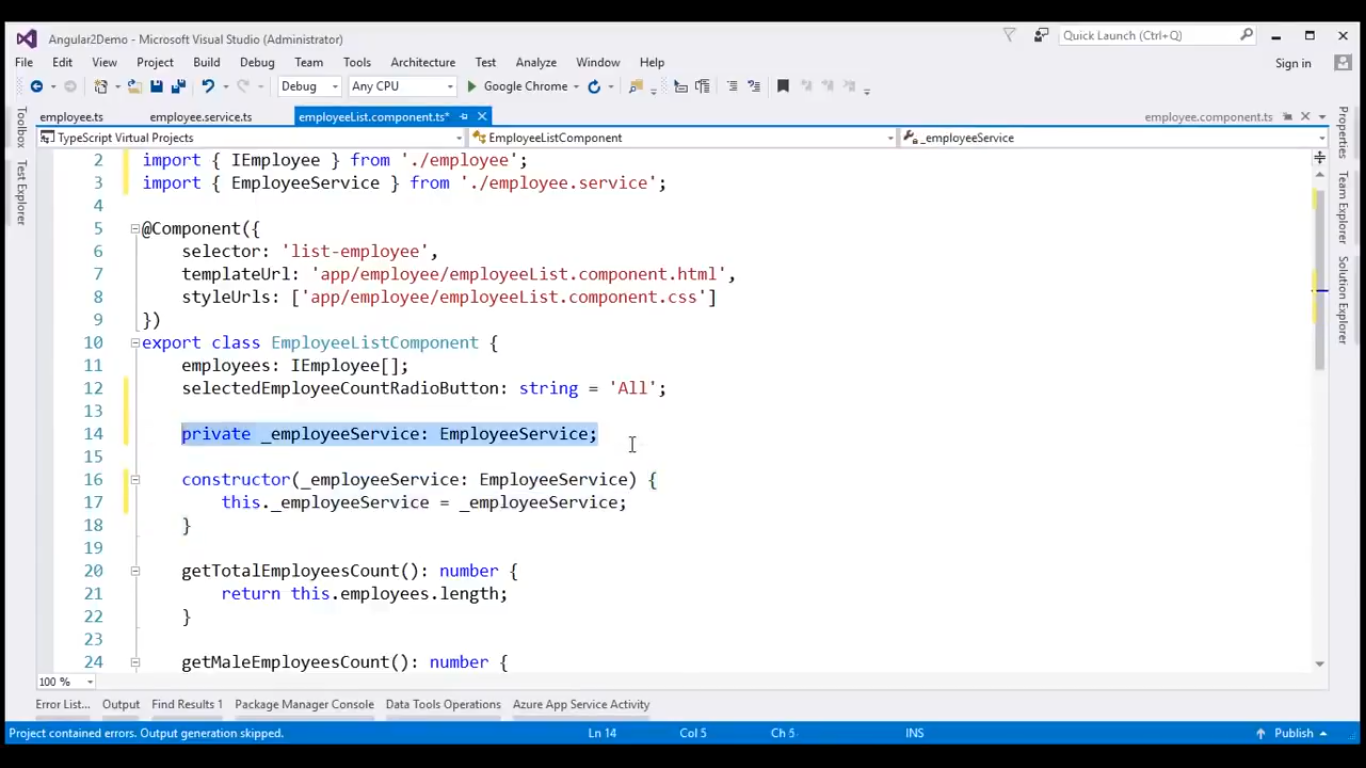 Angular2Demo - Microsoft Visual Studio (Administrator)
Quick Launch (Ctrl+Q)
File Edit View Project Build Debug Team Tools Architecture Test Analyze Window Help
Sign in
Debug Any CPU Google Chrome
employee.ts employee.service.ts employeeList.component.ts* employee.component.ts
TypeScript Virtual Projects EmployeeListComponent _employeeService
Toolbox
Test Explorer
2 import { IEmployee } from './employee';
3 import { EmployeeService } from './employee.service';
4
5 @Component({
6 selector: 'list-employee',
7 templateUrl: 'app/employee/employeeList.component.html',
8 styleUrls: ['app/employee/employeeList.component.css']
9 })
10 export class EmployeeListComponent {
11 employees: IEmployee[];
12 selectedEmployeeCountRadioButton: string = 'All';
13
14 private _employeeService: EmployeeService;
15
16 constructor(_employeeService: EmployeeService) {
17 this._employeeService = _employeeService;
18 }
19
20 getTotalEmployeesCount(): number {
21 return this.employees.length;
22 }
23
24 getMaleEmployeesCount(): number {
Properties
Team Explorer
Solution Explorer
100 %
Error List... Output Find Results 1 Package Manager Console Data Tools Operations Azure App Service Activity
Project contained errors. Output generation skipped. Ln 14 Col 5 Ch 5 INS Publish